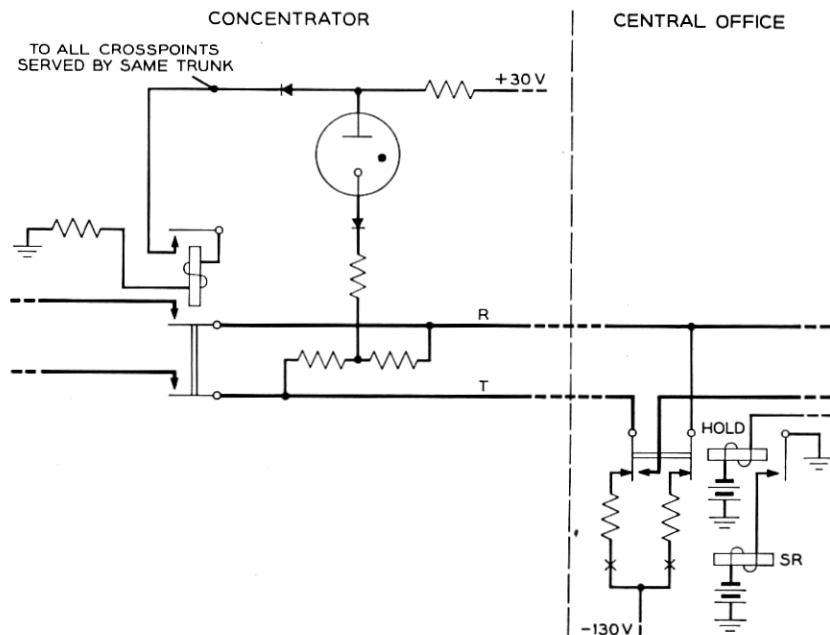 CONCENTRATOR
CENTRAL OFFICE
TO ALL CROSSPOINTS
SERVED BY SAME TRUNK
+30 V
R
T
HOLD
SR
-130 V